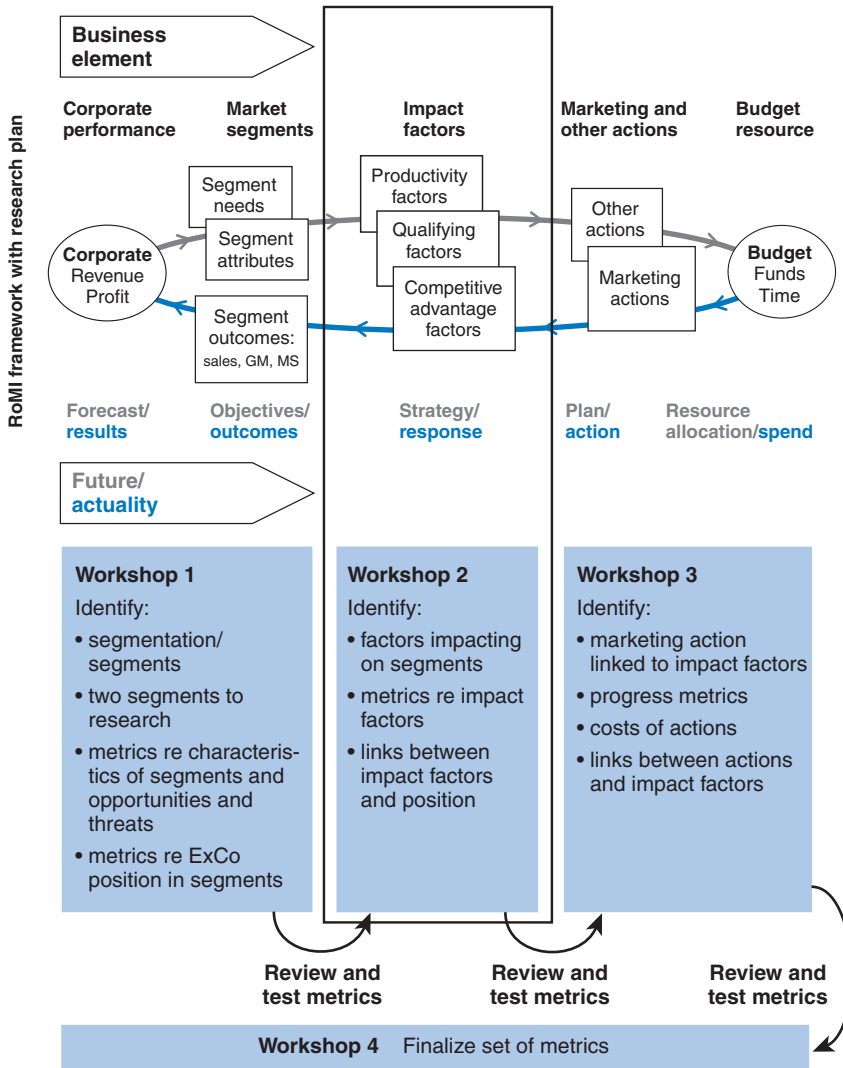 RoMI framework with research plan
Business
element
Corporate
performance
Market
segments
Impact
factors
Marketing and
other actions
Budget
resource
Segment
needs
Segment
attributes
Productivity
factors
Qualifying
factors
Competitive
advantage
factors
Other
actions
Marketing
actions
Corporate
Revenue
Profit
Segment
outcomes:
sales, GM, MS
Budget
Funds
Time
Forecast/
results
Objectives/
outcomes
Strategy/
response
Plan/
action
Resource
allocation/spend
Future/
actuality
Workshop 1
Identify:
• segmentation/
segments
• two segments to
research
• metrics re characteris-
tics of segments and
opportunities and
threats
• metrics re ExCo
position in segments
Workshop 2
Identify:
• factors impacting
on segments
• metrics re impact
factors
• links between
impact factors
and position
Workshop 3
Identify:
• marketing action
linked to impact factors
• progress metrics
• costs of actions
• links between actions
and impact factors
Review and
test metrics
Review and
test metrics
Review and
test metrics
Workshop 4 Finalize set of metrics